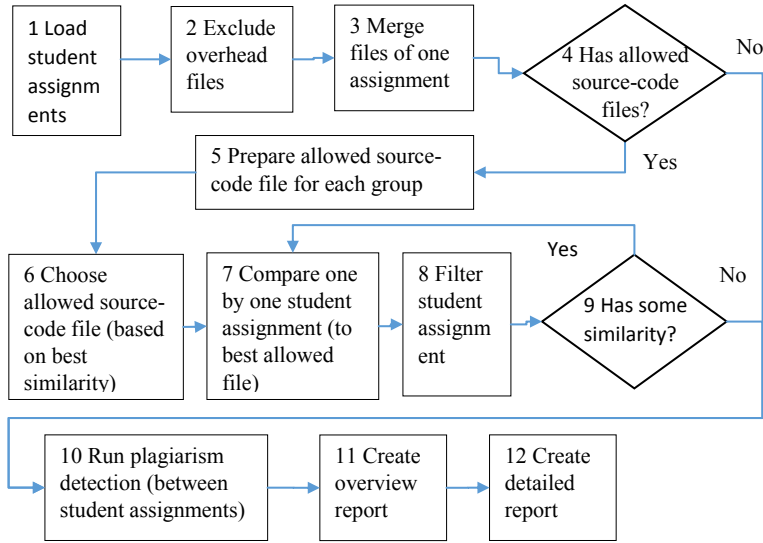 1 Load
student
assignm
ents
2 Exclude
overhead
files
3 Merge
files of one
assignment
4 Has allowed
source-code
files?
No
Yes
5 Prepare allowed source-
code file for each group
6 Choose
allowed source-
code file (based
on best
similarity)
7 Compare one
by one student
assignment (to
best allowed
file)
8 Filter
student
assignm
ent
Yes
9 Has some
similarity?
No
10 Run plagiarism
detection (between
student assignments)
11 Create
overview
report
12 Create
detailed
report